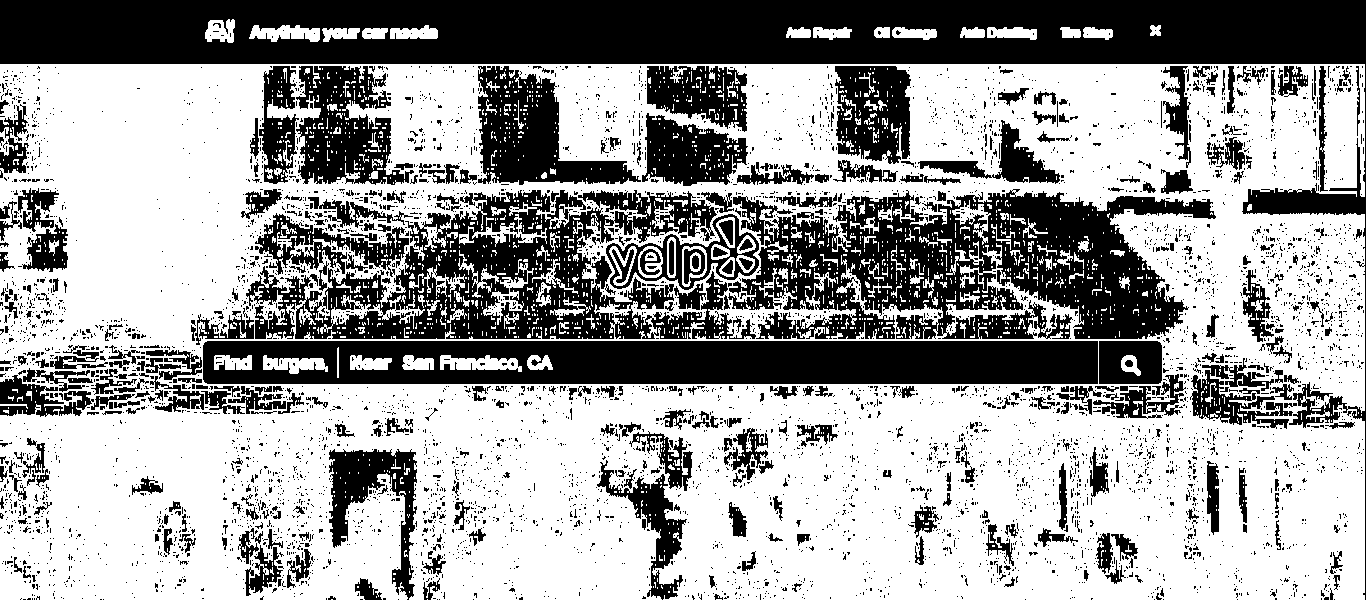 Anything your car needs
Auto Repair Oil Change Auto Detailing Tire Shop ×
yelp
Find burgers, Near San Francisco, CA